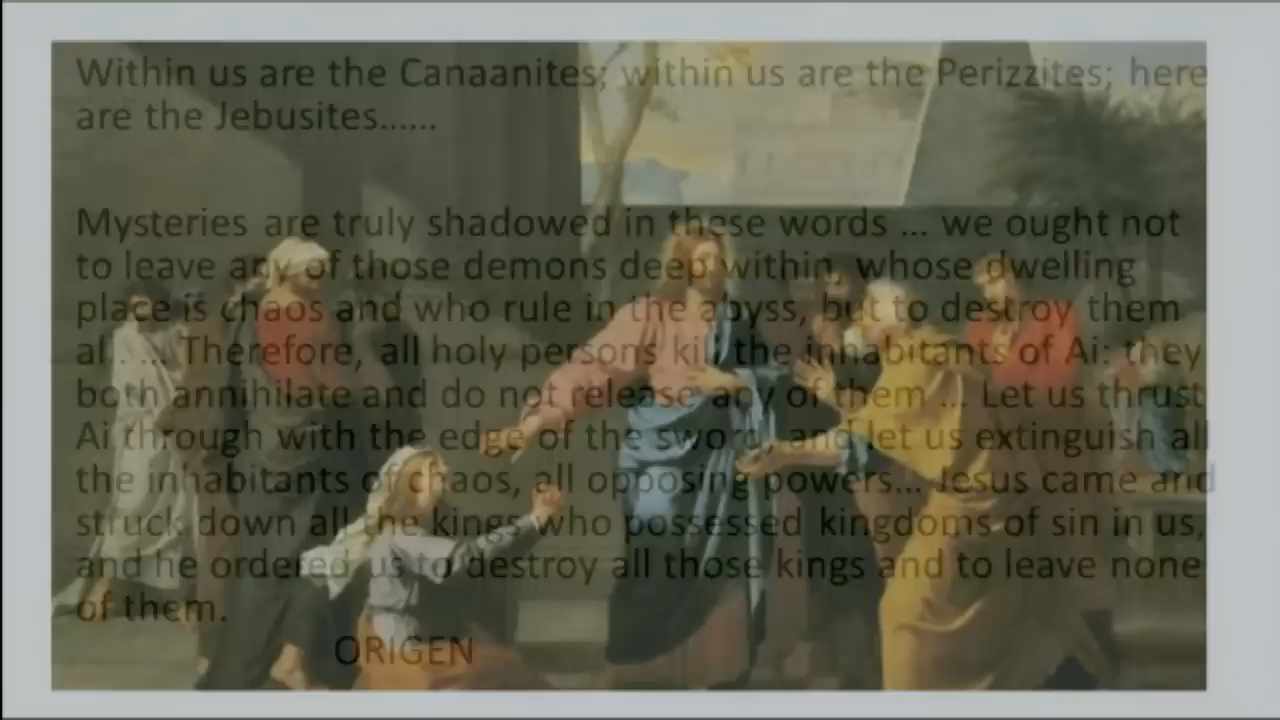 Within us are the Canaanites; within us are the Perizzites; here
are the Jebusites......
Mysteries are truly shadowed in these words ... we ought not
to leave any of those demons deep within, whose dwelling
place is chaos and who rule in the abyss, but to destroy them
al . ... Therefore, all holy persons kill the inhabitants of Ai: they
both annihilate and do not release any of them ... Let us thrust
Ai through with the edge of the sword, and let us extinguish all
the inhabitants of chaos, all opposing powers... Jesus came and
struck down all the kings who possessed kingdoms of sin in us,
and he ordered us to destroy all those kings and to leave none
of them.
ORIGEN